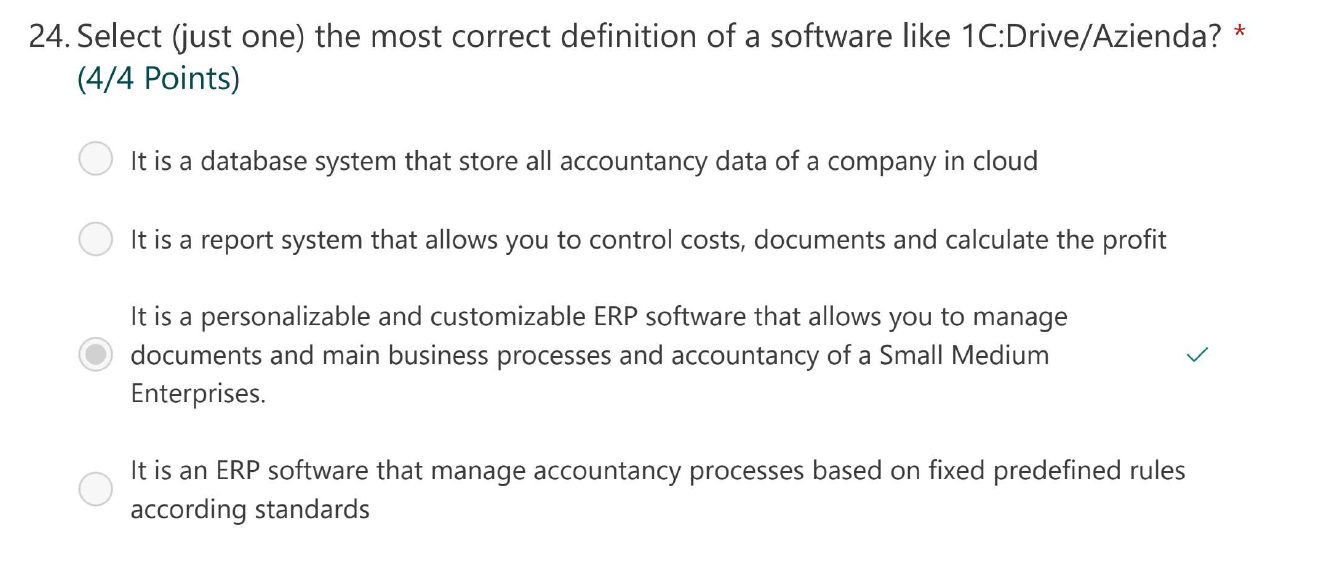 24. Select (just one) the most correct definition of a software like 1C:Drive/Azienda? *
(4/4 Points)
It is a database system that store all accountancy data of a company in cloud
It is a report system that allows you to control costs, documents and calculate the profit
It is a personalizable and customizable ERP software that allows you to manage
documents and main business processes and accountancy of a Small Medium
Enterprises.
It is an ERP software that manage accountancy processes based on fixed predefined rules
according standards